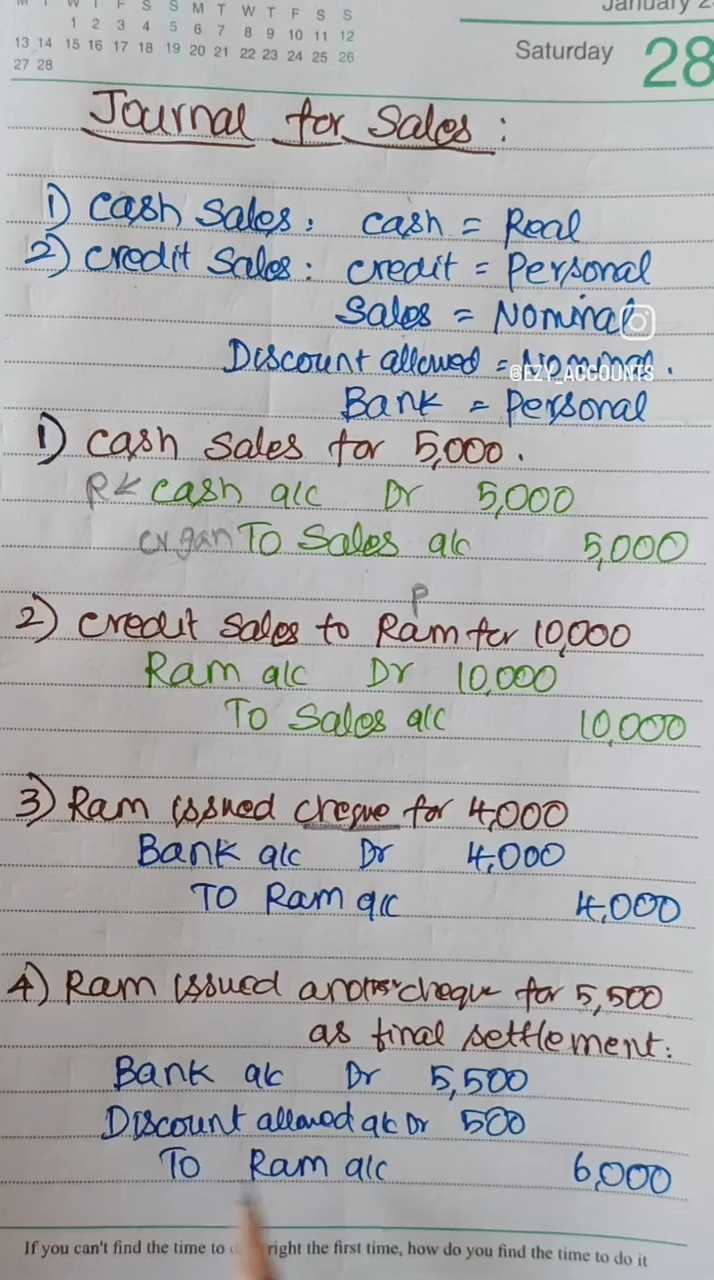 January 2
M T W T F S S M T W T F S S
1 2 3 4 5 6 7 8 9 10 11 12
13 14 15 16 17 18 19 20 21 22 23 24 25 26
27 28
Saturday 28
Journal for Sales :
1) cash sales : cash = Real
2) credit sales : credit = Personal
Sales = Nominal
Discount allowed = Nominal.
@EZY_ACCOUNTS
Bank = Personal
1) cash sales for 5,000.
R cash a/c Dr 5,000
To Sales a/c 5,000
P
2) credit sales to Ram for 10,000
Ram a/c Dr 10,000
To Sales a/c 10,000
3) Ram issued cheque for 4,000
Bank a/c Dr 4,000
TO Ram a/c 4,000
4) Ram issued another cheque for 5,500
as final settlement:
Bank a/c Dr 5,500
Discount allowed a/c Dr 500
To Ram a/c 6,000
If you can't find the time to right the first time, how do you find the time to do it